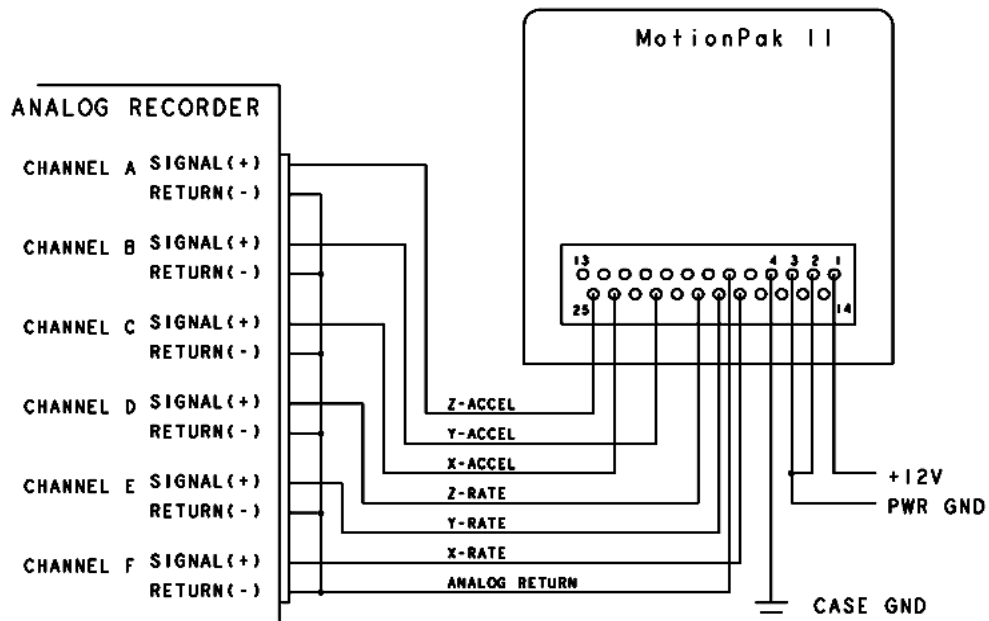 MotionPak II
ANALOG RECORDER
CHANNEL A SIGNAL(+)
RETURN(-)
CHANNEL B SIGNAL(+)
RETURN(-)
CHANNEL C SIGNAL(+)
RETURN(-)
CHANNEL D SIGNAL(+)
RETURN(-)
CHANNEL E SIGNAL(+)
RETURN(-)
CHANNEL F SIGNAL(+)
RETURN(-)
13 4 3 2 1
25 14
Z-ACCEL
Y-ACCEL
X-ACCEL
Z-RATE
Y-RATE
X-RATE
ANALOG RETURN
+12V
PWR GND
CASE GND